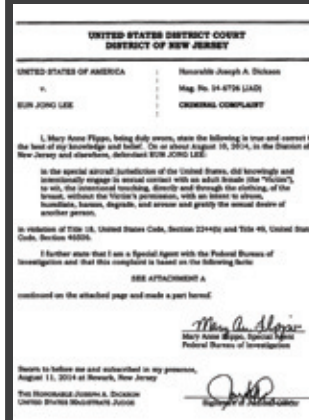 UNITED STATES DISTRICT COURT
DISTRICT OF NEW JERSEY
UNITED STATES OF AMERICA : Honorable Joseph A. Dickson
v. : Mag. No. 14-6726 (JAD)
EUN JONG LEE : CRIMINAL COMPLAINT
I, Mary Anne Flippo, being duly sworn, state the following is true and correct t
the best of my knowledge and belief. On or about August 10, 2014, in the District of
New Jersey and elsewhere, defendant EUN JONG LEE:
in the special aircraft jurisdiction of the United States, did knowingly and
intentionally engage in sexual contact with an adult female (the "Victim"),
to wit, the intentional touching, directly and through the clothing, of the
breast, without the Victim's permission, with an intent to abuse,
humiliate, harass, degrade, and arouse and gratify the sexual desire of
another person,
in violation of Title 18, United States Code, Section 2244(b) and Title 49, United Stat
Code, Section 46506.
I further state that I am a Special Agent with the Federal Bureau of
Investigation and that this complaint is based on the following facts:
SEE ATTACHMENT A
continued on the attached page and made a part hereof.
Mary Anne Flippo, Special Agent
Federal Bureau of Investigation
Sworn to before me and subscribed in my presence,
August 11, 2014 at Newark, New Jersey
THE HONORABLE JOSEPH A. DICKSON
UNITED STATES MAGISTRATE JUDGE